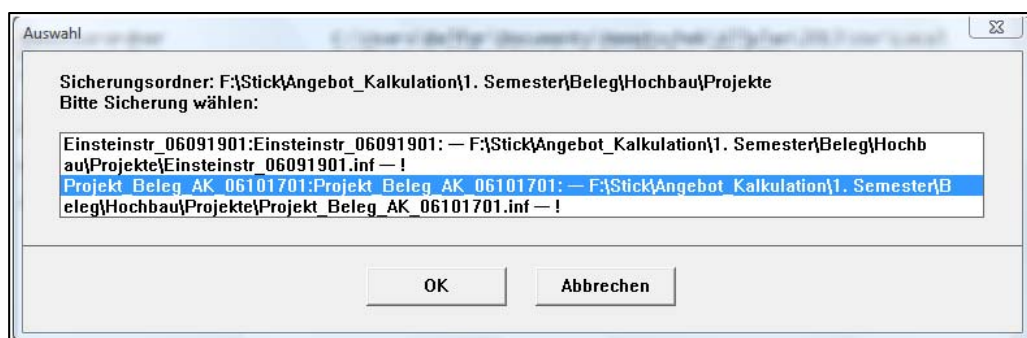 Auswahl
Sicherungsordner: F:\Stick\Angebot_Kalkulation\1. Semester\Beleg\Hochbau\Projekte
Bitte Sicherung wählen:
Einsteinstr_06091901:Einsteinstr_06091901: — F:\Stick\Angebot_Kalkulation\1. Semester\Beleg\Hochb
au\Projekte\Einsteinstr_06091901.inf — !
Projekt_Beleg_AK_06101701:Projekt_Beleg_AK_06101701: — F:\Stick\Angebot_Kalkulation\1. Semester\B
eleg\Hochbau\Projekte\Projekt_Beleg_AK_06101701.inf — !
OK
Abbrechen